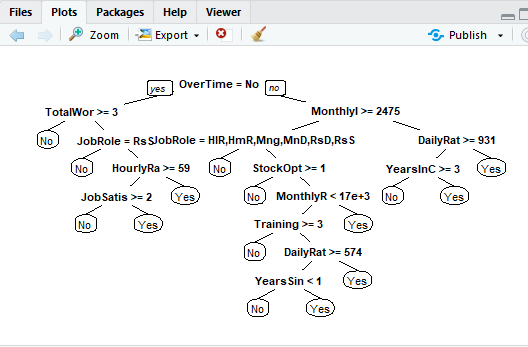 Files Plots Packages Help Viewer
Zoom Export Publish
yes OverTime = No no
TotalWor >= 3 MonthlyI >= 2475
No JobRole = RsS JobRole = HlR,HmR,Mng,MnD,RsD,RsS DailyRat >= 931
No HourlyRa >= 59 No StockOpt >= 1 YearsInC >= 3 Yes
JobSatis >= 2 Yes No MonthlyR < 17e+3 No Yes
No Yes Training >= 3 Yes
No DailyRat >= 574
YearsSin < 1 Yes
No Yes